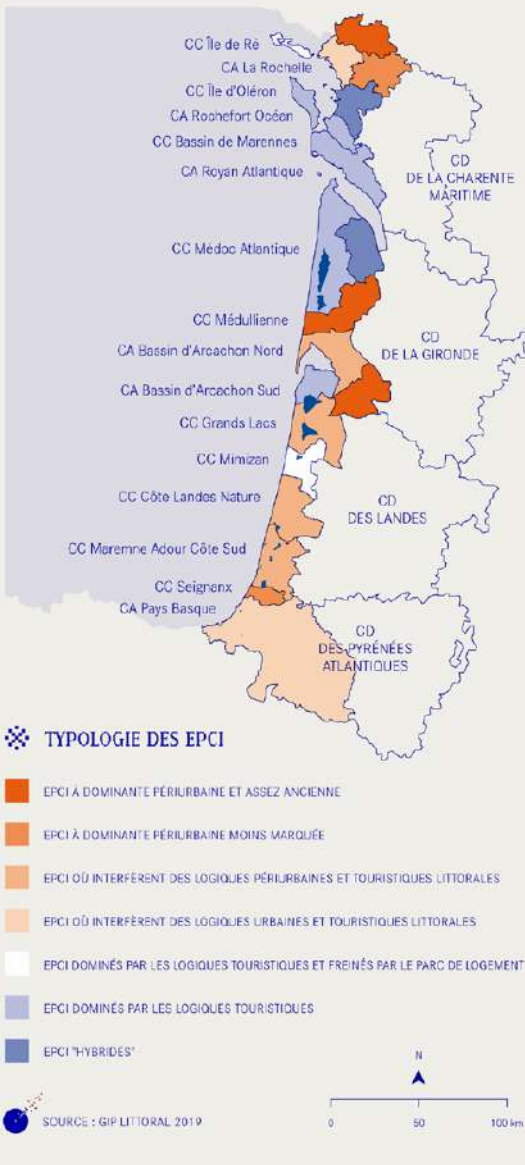 CC Île de Ré
CA La Rochelle
CC Île d'Oléron
CA Rochefort Océan
CC Bassin de Marennes
CA Royan Atlantique
CD
DE LA CHARENTE
MARITIME
CC Médoc Atlantique
CC Médullienne
CA Bassin d'Arcachon Nord
CD
DE LA GIRONDE
CA Bassin d'Arcachon Sud
CC Grands Lacs
CC Mimizan
CC Côte Landes Nature
CD
DES LANDES
CC Maremne Adour Côte Sud
CC Seignanx
CA Pays Basque
CD
DES PYRÉNÉES
ATLANTIQUES
TYPOLOGIE DES EPCI
EPCI À DOMINANTE PÉRIURBAINE ET ASSEZ ANCIENNE
EPCI À DOMINANTE PÉRIURBAINE MOINS MARQUÉE
EPCI OÙ INTERFÈRENT DES LOGIQUES PÉRIURBAINES ET TOURISTIQUES LITTORALES
EPCI OÙ INTERFÈRENT DES LOGIQUES URBAINES ET TOURISTIQUES LITTORALES
EPCI DOMINÉS PAR LES LOGIQUES TOURISTIQUES ET FREINÉS PAR LE PARC DE LOGEMENT
EPCI DOMINÉS PAR LES LOGIQUES TOURISTIQUES
EPCI "HYBRIDES"
N
SOURCE : GIP LITTORAL 2019
0 50 100 km